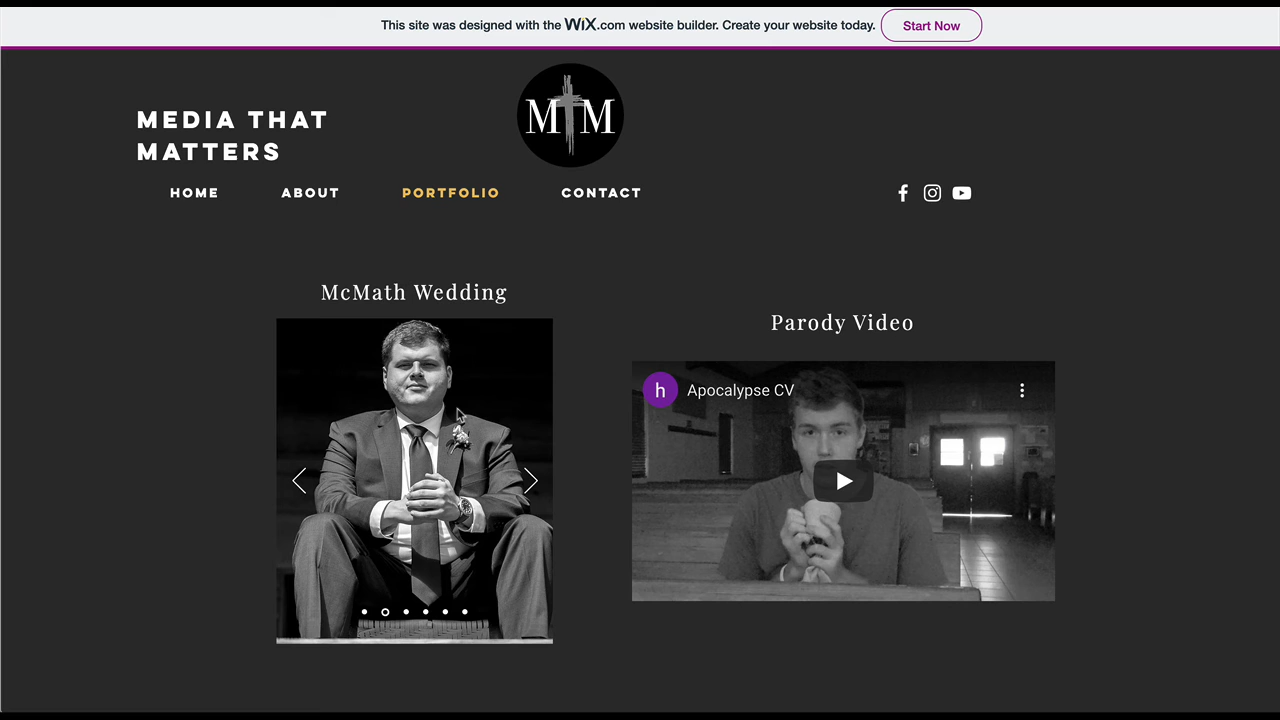 This site was designed with the WiX.com website builder. Create your website today. Start Now
MEDIA THAT
MATTERS
M M
HOME ABOUT PORTFOLIO CONTACT
McMath Wedding
Parody Video
h Apocalypse CV